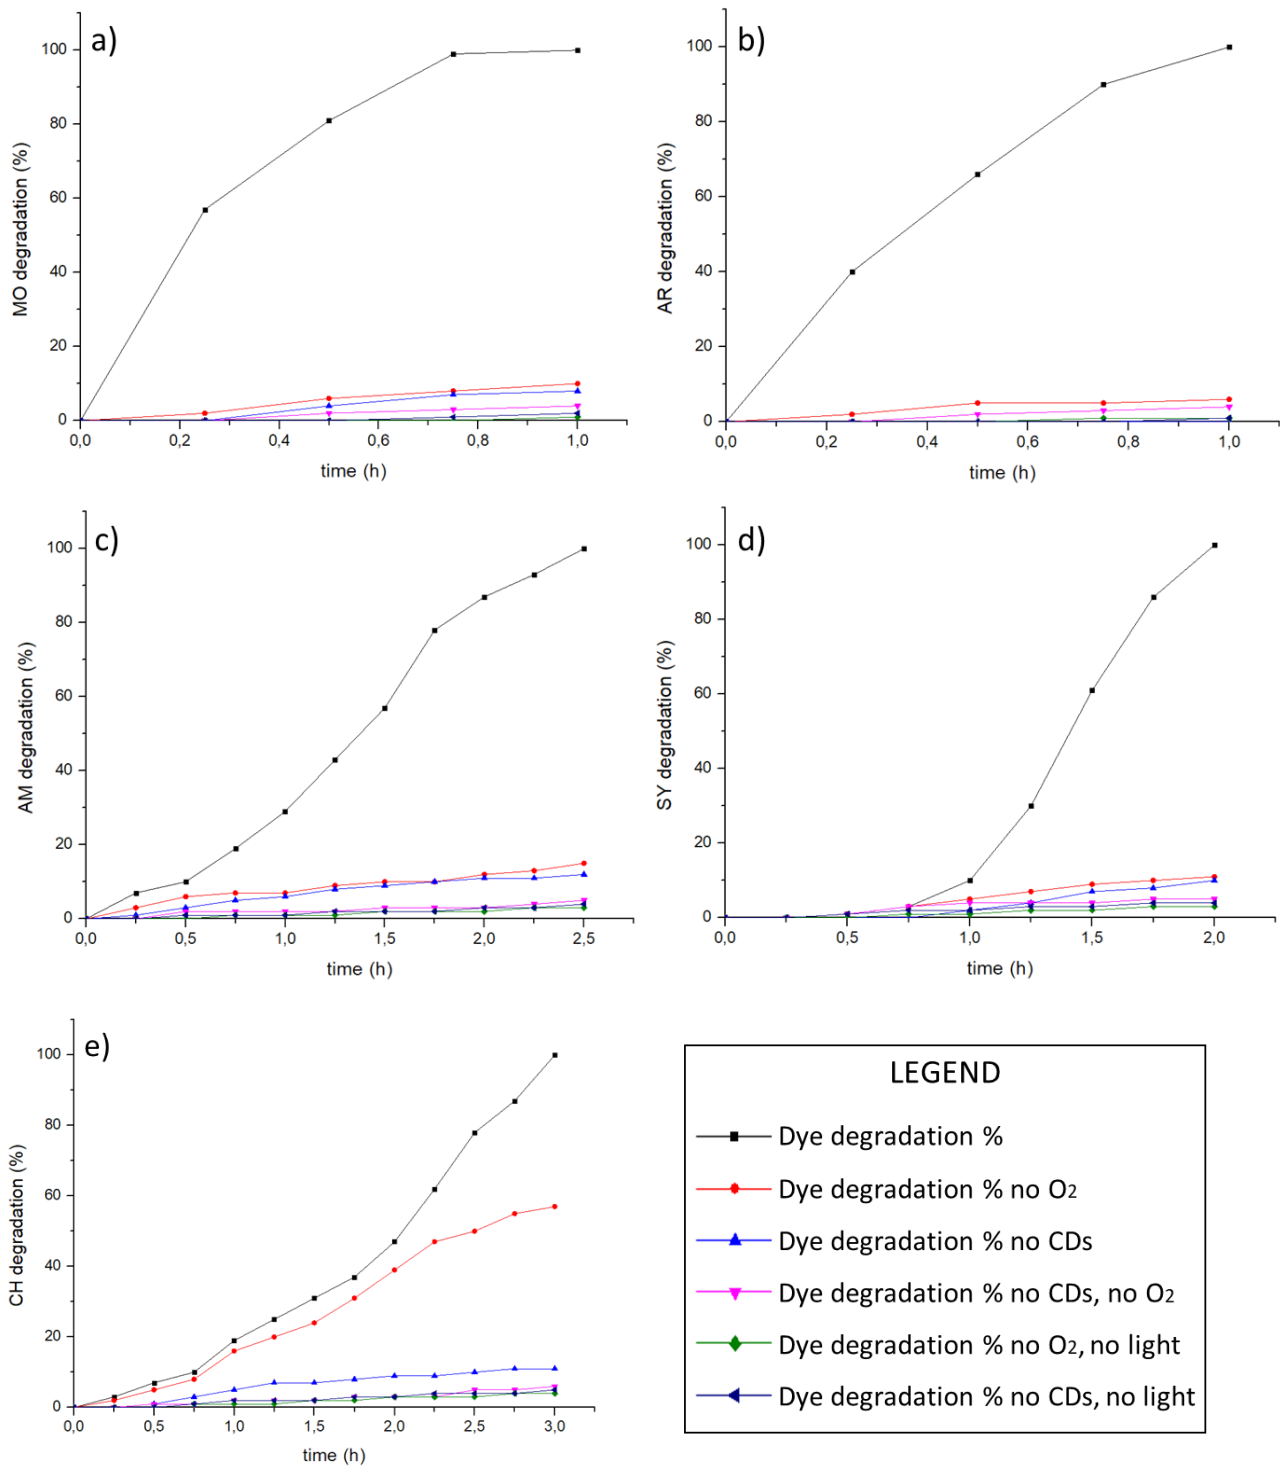 a)
MO degradation (%)
100
80
60
40
20
0
0,0 0,2 0,4 0,6 0,8 1,0
time (h)
b)
AR degradation (%)
100
80
60
40
20
0
0,0 0,2 0,4 0,6 0,8 1,0
time (h)
c)
AM degradation (%)
100
80
60
40
20
0
0,0 0,5 1,0 1,5 2,0 2,5
time (h)
d)
SY degradation (%)
100
80
60
40
20
0
0,0 0,5 1,0 1,5 2,0
time (h)
e)
CH degradation (%)
100
80
60
40
20
0
0,0 0,5 1,0 1,5 2,0 2,5 3,0
time (h)
LEGEND
Dye degradation %
Dye degradation % no O2
Dye degradation % no CDs
Dye degradation % no CDs, no O2
Dye degradation % no O2, no light
Dye degradation % no CDs, no light